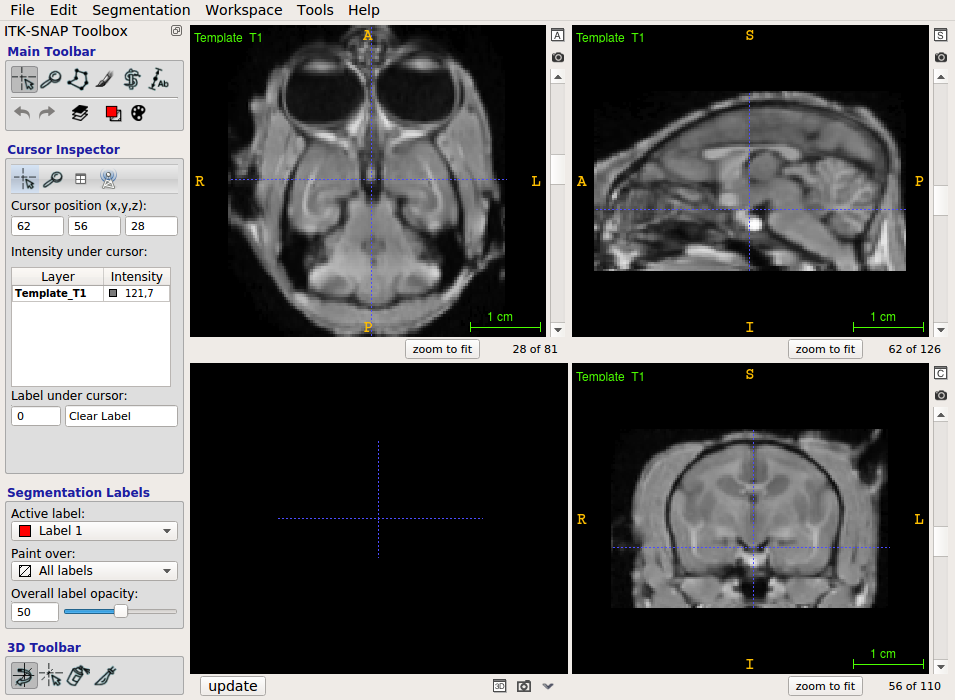 File Edit Segmentation Workspace Tools Help
ITK-SNAP Toolbox
Main Toolbar
Ab
Cursor Inspector
Cursor position (x,y,z):
62 56 28
Intensity under cursor:
Layer Intensity
Template_T1 121,7
Label under cursor:
0 Clear Label
Segmentation Labels
Active label:
Label 1
Paint over:
All labels
Overall label opacity:
50
3D Toolbar
Template T1
A
A
R
L
P
1 cm
zoom to fit 28 of 81
Template T1
S
S
A
P
I
1 cm
zoom to fit 62 of 126
update
3D
Template T1
S
C
R
L
I
1 cm
zoom to fit 56 of 110